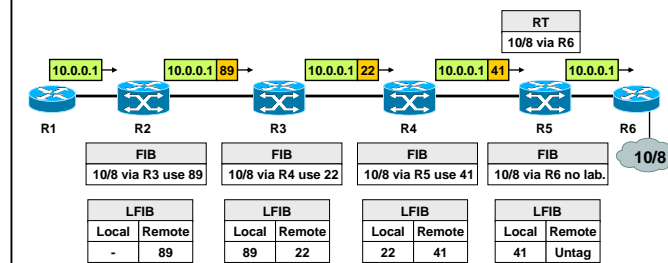 RT
10/8 via R6
10.0.0.1
10.0.0.1 89
10.0.0.1 22
10.0.0.1 41
10.0.0.1
R1
R2
R3
R4
R5
R6
10/8
FIB
10/8 via R3 use 89
FIB
10/8 via R4 use 22
FIB
10/8 via R5 use 41
FIB
10/8 via R6 no lab.
LFIB
Local Remote
- 89
LFIB
Local Remote
89 22
LFIB
Local Remote
22 41
LFIB
Local Remote
41 Untag